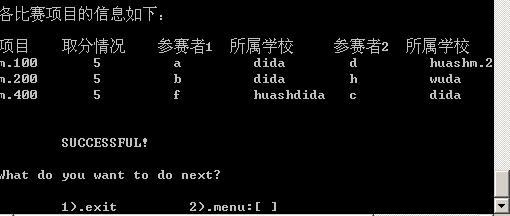 各比赛项目的信息如下：
项目 取分情况 参赛者1 所属学校 参赛者2 所属学校
m.100 5 a dida d huashm.2
m.200 5 b dida h wuda
m.400 5 f huashdida c dida
SUCCESSFUL!
What do you want to do next?
1).exit 2).menu:[ ]